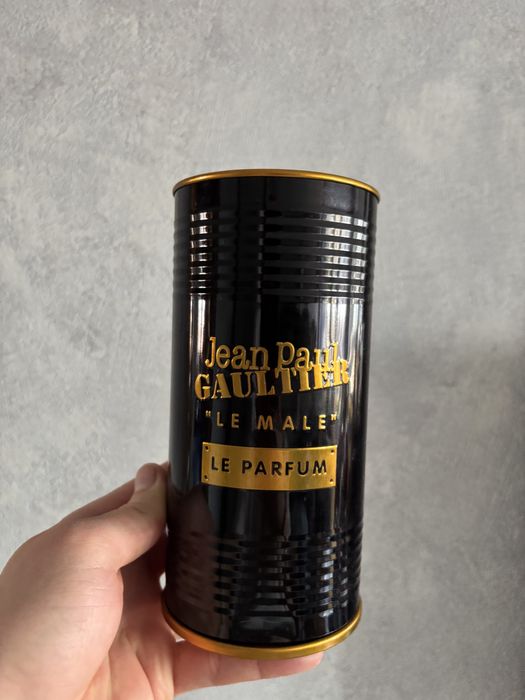 Jean Paul
GAULTIER
"LE MALE"
LE PARFUM